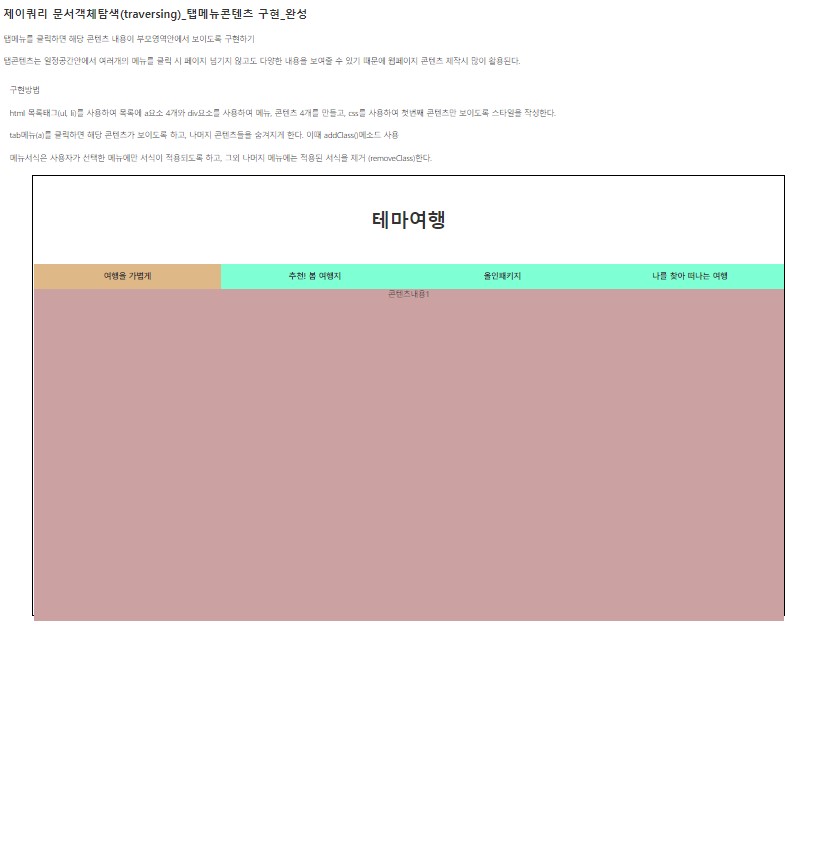 제이쿼리 문서객체탐색(traversing)_탭메뉴콘텐츠 구현_완성
탭메뉴를 클릭하면 해당 콘텐츠 내용이 부모영역안에서 보이도록 구현하기
탭콘텐츠는 일정공간안에서 여러개의 메뉴를 클릭 시 페이지 넘기지 않고도 다양한 내용을 보여줄 수 있기 때문에 웹페이지 콘텐츠 제작시 많이 활용된다.
구현방법
html 목록태그(ul, li)를 사용하여 목록에 a요소 4개와 div요소를 사용하여 메뉴, 콘텐츠 4개를 만들고, css를 사용하여 첫번째 콘텐츠만 보이도록 스타일을 작성한다.
tab메뉴(a)를 클릭하면 해당 콘텐츠가 보이도록 하고, 나머지 콘텐츠들을 숨겨지게 한다. 이때 addClass()메소드 사용
메뉴서식은 사용자가 선택한 메뉴에만 서식이 적용되도록 하고, 그외 나머지 메뉴에는 적용된 서식을 제거 (removeClass)한다.
테마여행
여행을 가볍게 추천! 봄 여행지 올인패키지 나를 찾아 떠나는 여행
콘텐츠내용1